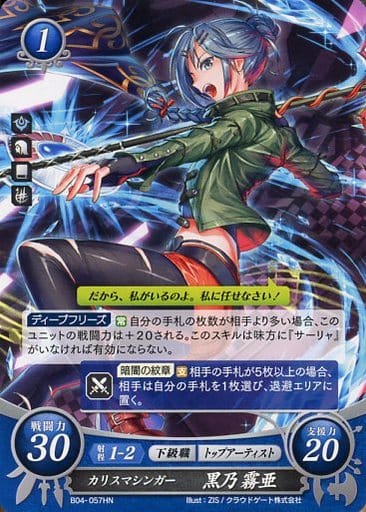 1
だから、私がいるのよ。私に任せなさい!
ディープフリーズ 常 自分の手札の枚数が相手より多い場合、この
ユニットの戦闘力は+20される。このスキルは味方に『サーリャ』
がいなければ有効にならない。
暗闇の紋章 支 相手の手札が5枚以上の場合、
相手は自分の手札を1枚選び、退避エリアに
置く。
戦闘力
30
射程 1-2 下級職 トップアーティスト
支援力
20
カリスマシンガー 黒乃 霧亜
B04-057HN Illust:ZIS / クラウドゲート株式会社